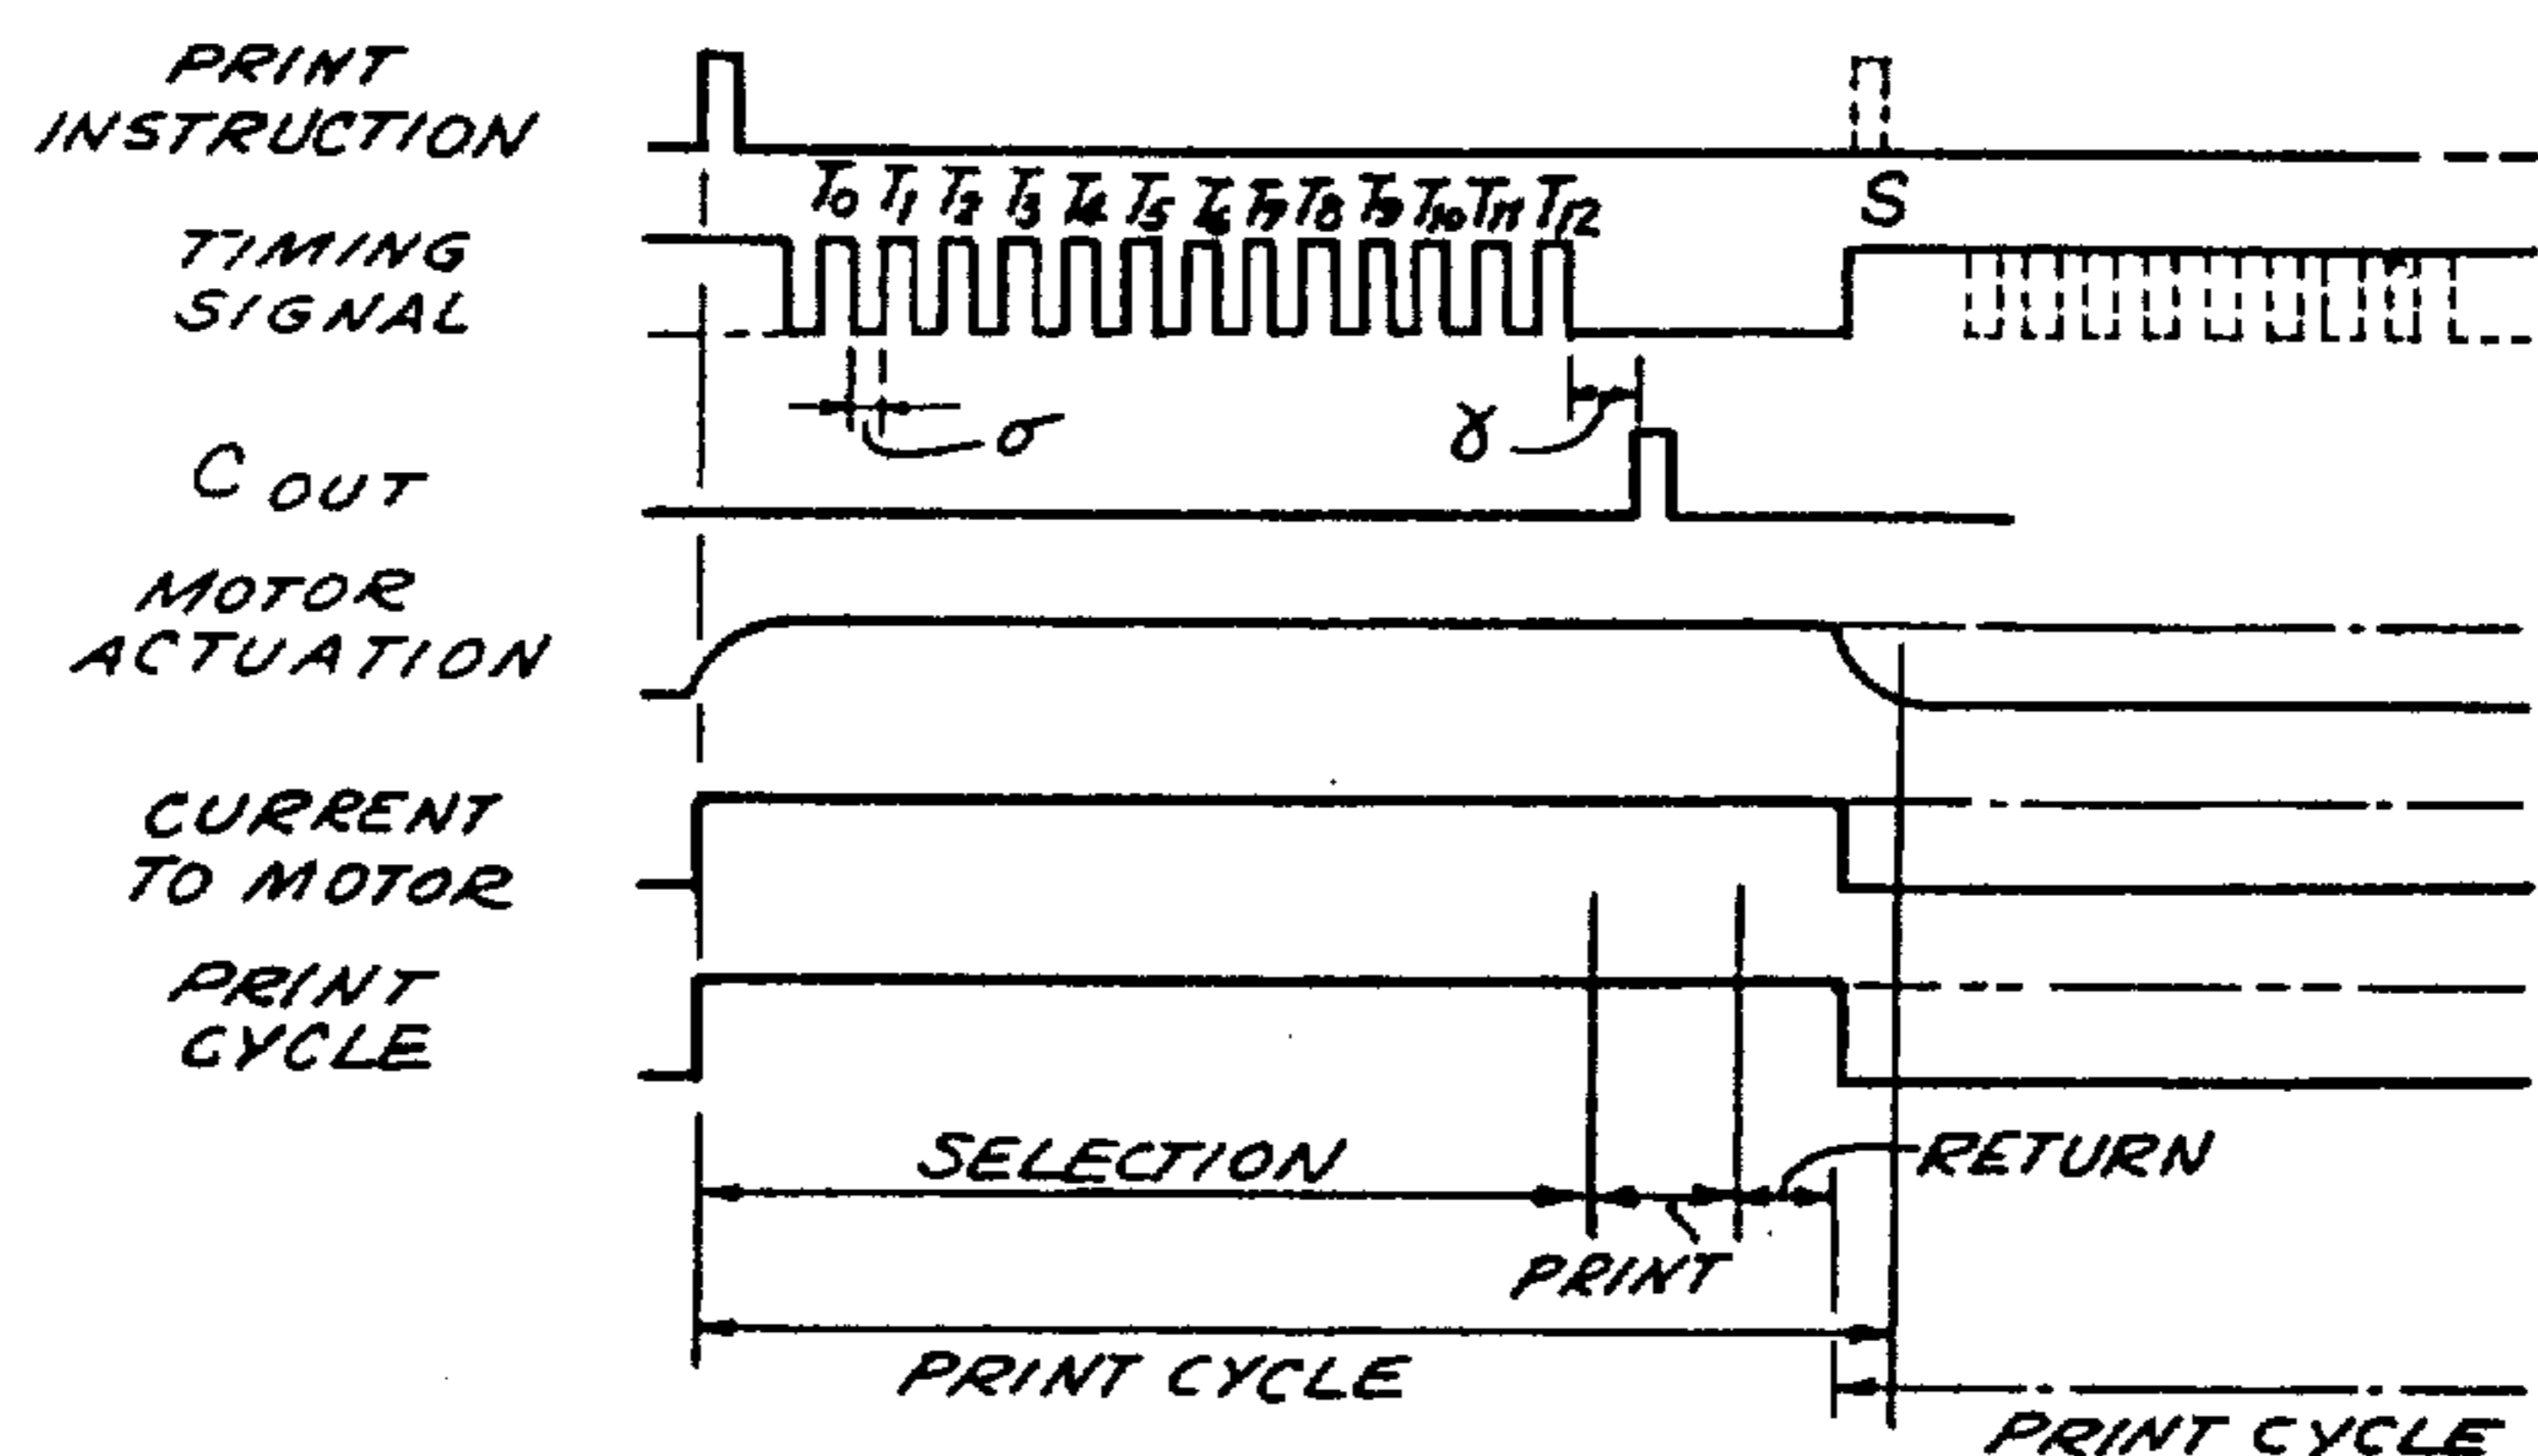 PRINT
INSTRUCTION
T0 T1 T2 T3 T4 T5 T6 T7 T8 T9 T10 T11 T12
S
TIMING
SIGNAL
σ
γ
C OUT
MOTOR
ACTUATION
CURRENT
TO MOTOR
PRINT
CYCLE
SELECTION
RETURN
PRINT
PRINT CYCLE
PRINT CYCLE